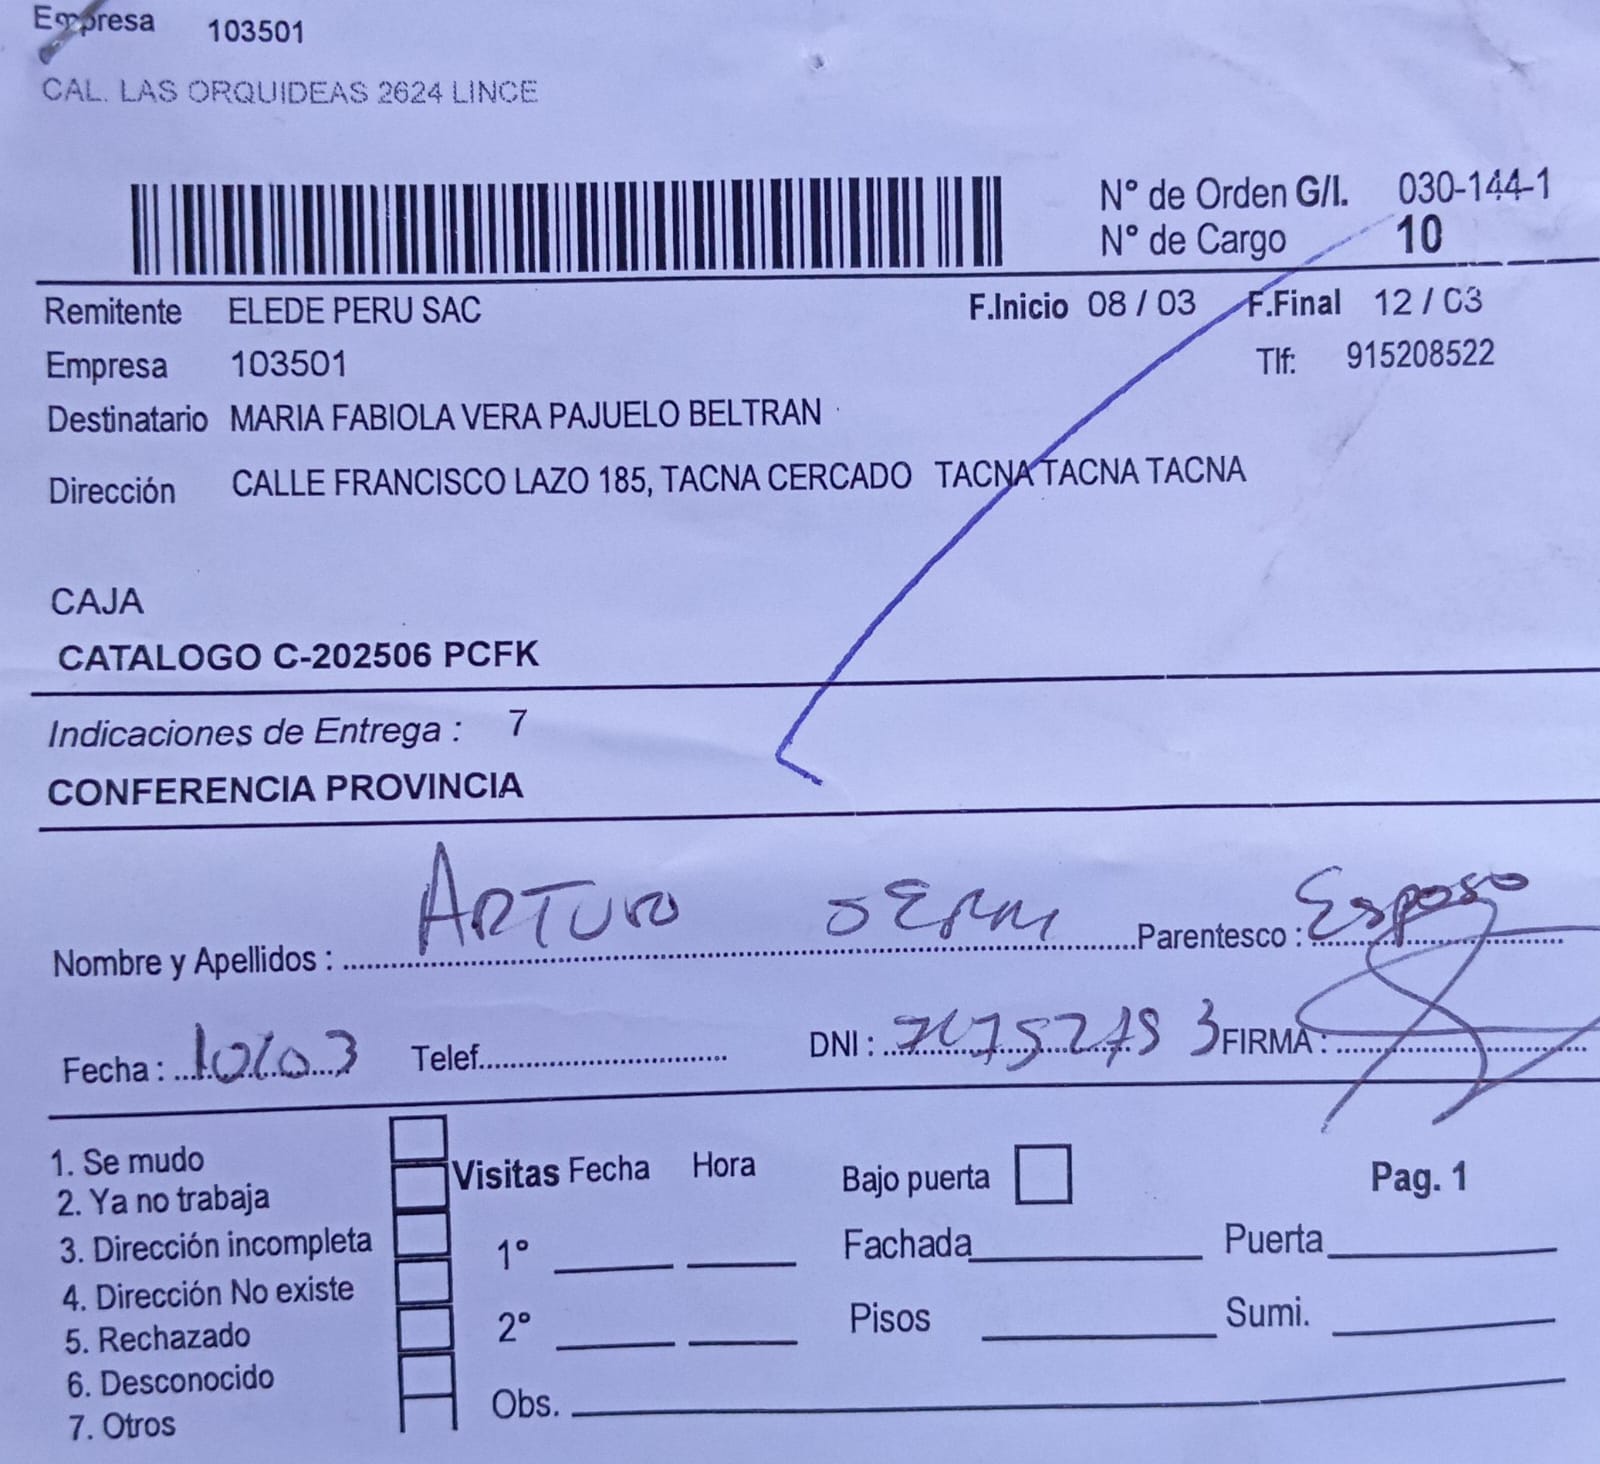 Empresa 103501
CAL. LAS ORQUIDEAS 2624 LINCE
N° de Orden G/I. 030-144-1
N° de Cargo 10
Remitente ELEDE PERU SAC F.Inicio 08 / 03 F.Final 12 / 03
Empresa 103501 Tlf: 915208522
Destinatario MARIA FABIOLA VERA PAJUELO BELTRAN
Dirección CALLE FRANCISCO LAZO 185, TACNA CERCADO TACNA TACNA TACNA
CAJA
CATALOGO C-202506 PCFK
Indicaciones de Entrega : 7
CONFERENCIA PROVINCIA
Nombre y Apellidos : ARTURO Parentesco : Esposo
Fecha : 10/03 Telef. DNI : FIRMA :
1. Se mudo
2. Ya no trabaja
3. Dirección incompleta
4. Dirección No existe
5. Rechazado
6. Desconocido
7. Otros
Visitas Fecha Hora
1°
2°
Obs.
Bajo puerta
Fachada Puerta
Pisos Sumi.
Pag. 1